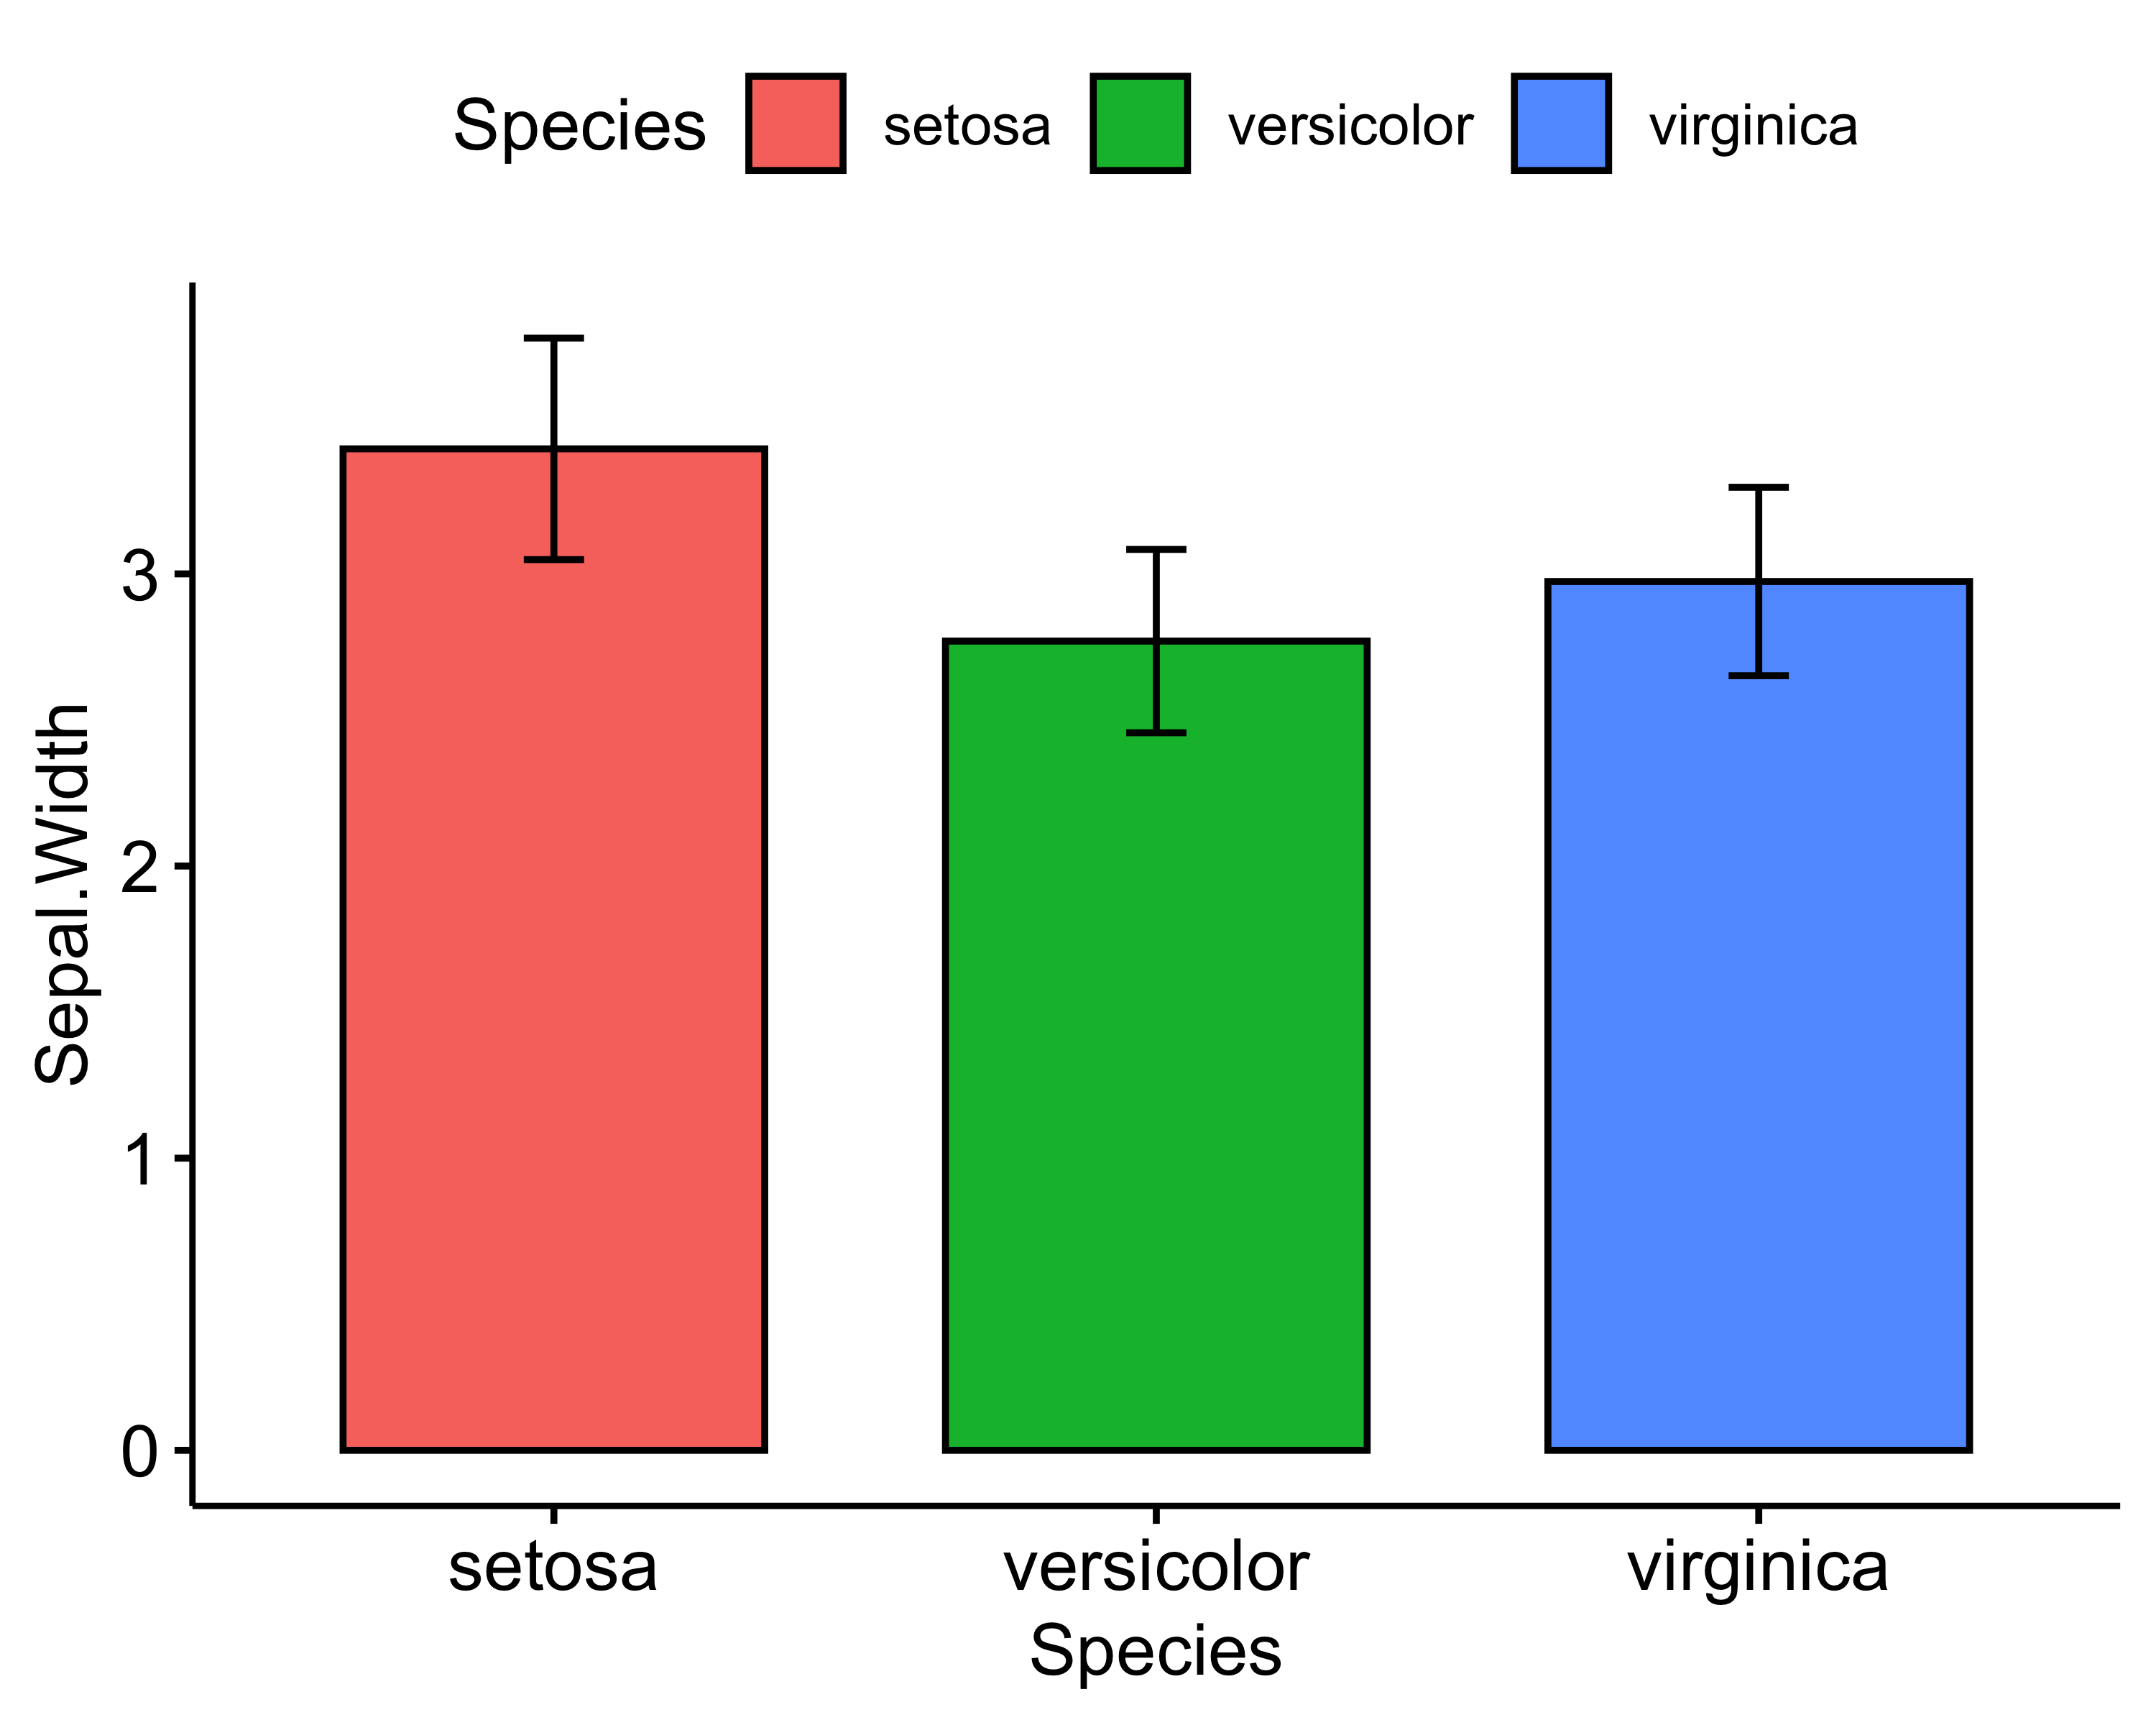 Species setosa versicolor virginica
Sepal.Width
3
2
1
0
setosa versicolor virginica
Species